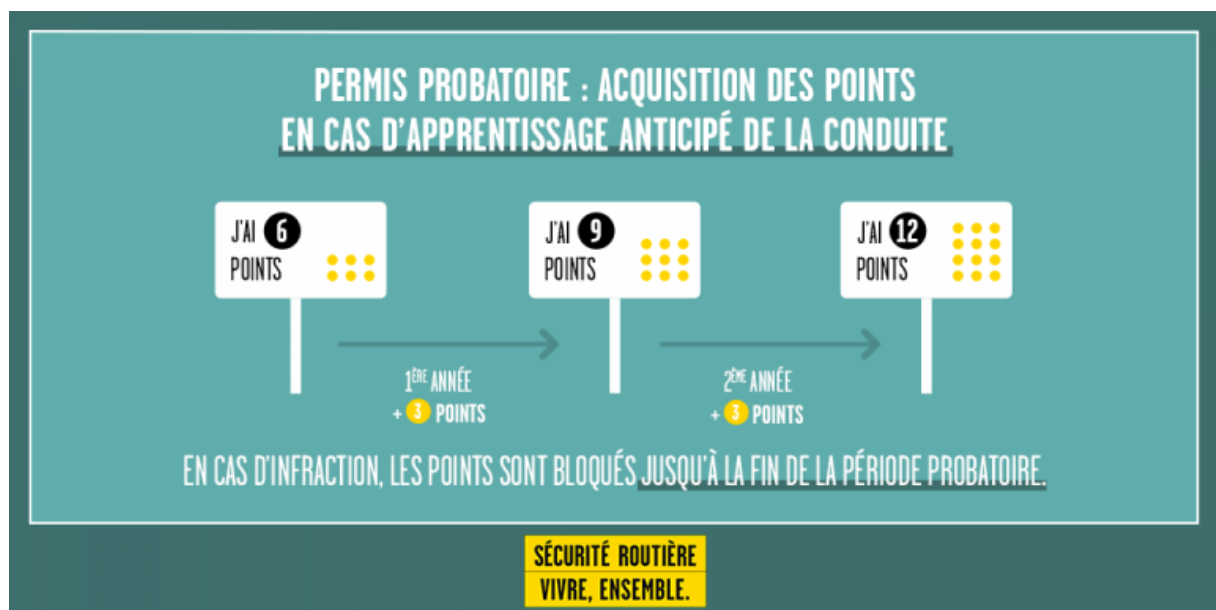 PERMIS PROBATOIRE : ACQUISITION DES POINTS
EN CAS D'APPRENTISSAGE ANTICIPÉ DE LA CONDUITE
J'AI 6
POINTS
J'AI 9
POINTS
J'AI 12
POINTS
1ÈRE ANNÉE
+ 3 POINTS
2ÈME ANNÉE
+ 3 POINTS
EN CAS D'INFRACTION, LES POINTS SONT BLOQUÉS JUSQU'À LA FIN DE LA PÉRIODE PROBATOIRE.
SÉCURITÉ ROUTIÈRE
VIVRE, ENSEMBLE.